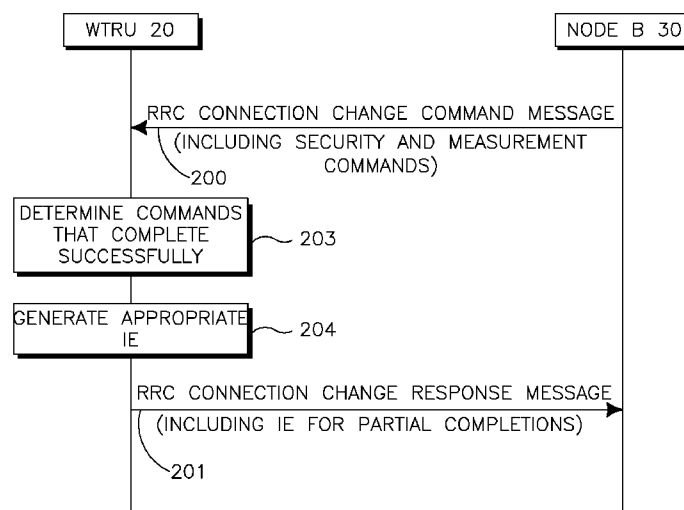 WTRU 20
NODE B 30
RRC CONNECTION CHANGE COMMAND MESSAGE
(INCLUDING SECURITY AND MEASUREMENT
COMMANDS)
200
DETERMINE COMMANDS
THAT COMPLETE
SUCCESSFULLY
203
GENERATE APPROPRIATE
IE
204
RRC CONNECTION CHANGE RESPONSE MESSAGE
(INCLUDING IE FOR PARTIAL COMPLETIONS)
201